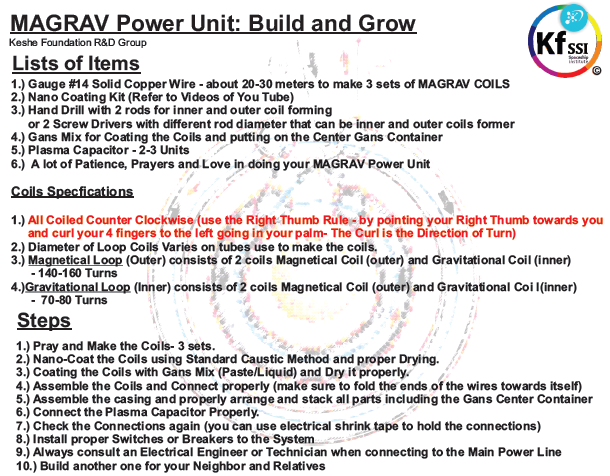 MAGRAV Power Unit: Build and Grow
Keshe Foundation R&D Group
Kf SSI
Spaceship
Institute
©
Lists of Items
1.) Gauge #14 Solid Copper Wire - about 20-30 meters to make 3 sets of MAGRAV COILS
2.) Nano Coating Kit (Refer to Videos of You Tube)
3.) Hand Drill with 2 rods for inner and outer coil forming
or 2 Screw Drivers with different rod diameter that can be inner and outer coils former
4.) Gans Mix for Coating the Coils and putting on the Center Gans Container
5.) Plasma Capacitor - 2-3 Units
6.) A lot of Patience, Prayers and Love in doing your MAGRAV Power Unit
Coils Specfications
1.) All Coiled Counter Clockwise (use the Right Thumb Rule - by pointing your Right Thumb towards you
and curl your 4 fingers to the left going in your palm- The Curl is the Direction of Turn)
2.) Diameter of Loop Coils Varies on tubes use to make the coils.
3.) Magnetical Loop (Outer) consists of 2 coils Magnetical Coil (outer) and Gravitational Coil (inner)
- 140-160 Turns
4.)Gravitational Loop (Inner) consists of 2 coils Magnetical Coil (outer) and Gravitational Coi l(inner)
- 70-80 Turns
Steps
1.) Pray and Make the Coils- 3 sets.
2.) Nano-Coat the Coils using Standard Caustic Method and proper Drying.
3.) Coating the Coils with Gans Mix (Paste/Liquid) and Dry it properly.
4.) Assemble the Coils and Connect properly (make sure to fold the ends of the wires towards itself)
5.) Assemble the casing and properly arrange and stack all parts including the Gans Center Container
6.) Connect the Plasma Capacitor Properly.
7.) Check the Connections again (you can use electrical shrink tape to hold the connections)
8.) Install proper Switches or Breakers to the System
9.) Always consult an Electrical Engineer or Technician when connecting to the Main Power Line
10.) Build another one for your Neighbor and Relatives